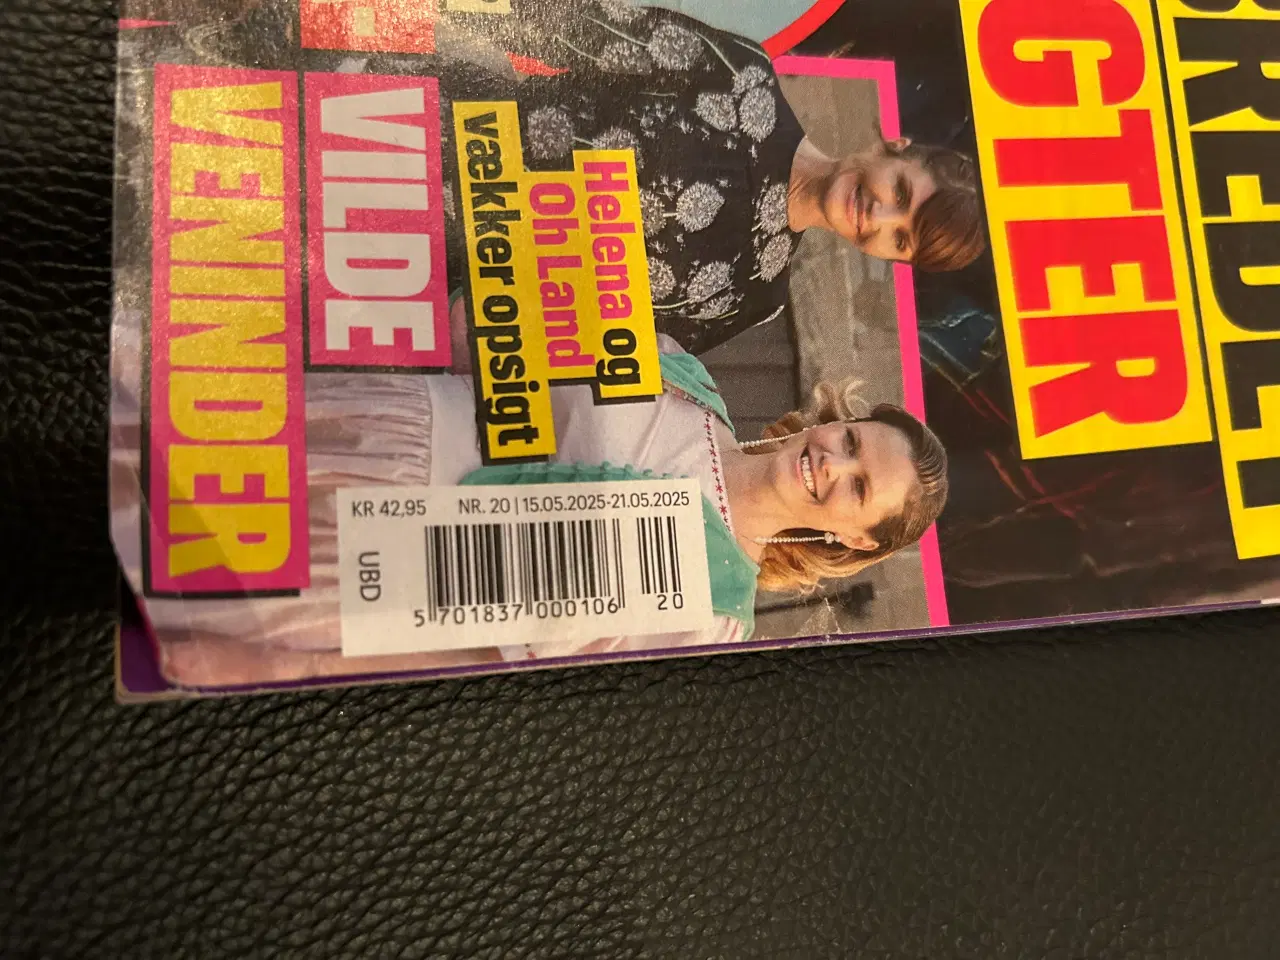 GTER
Helena og
Oh Land
vækker opsigt
VILDE
VENINDER
KR 42,95 NR. 20 | 15.05.2025-21.05.2025
UBD
5 701837 000106 20